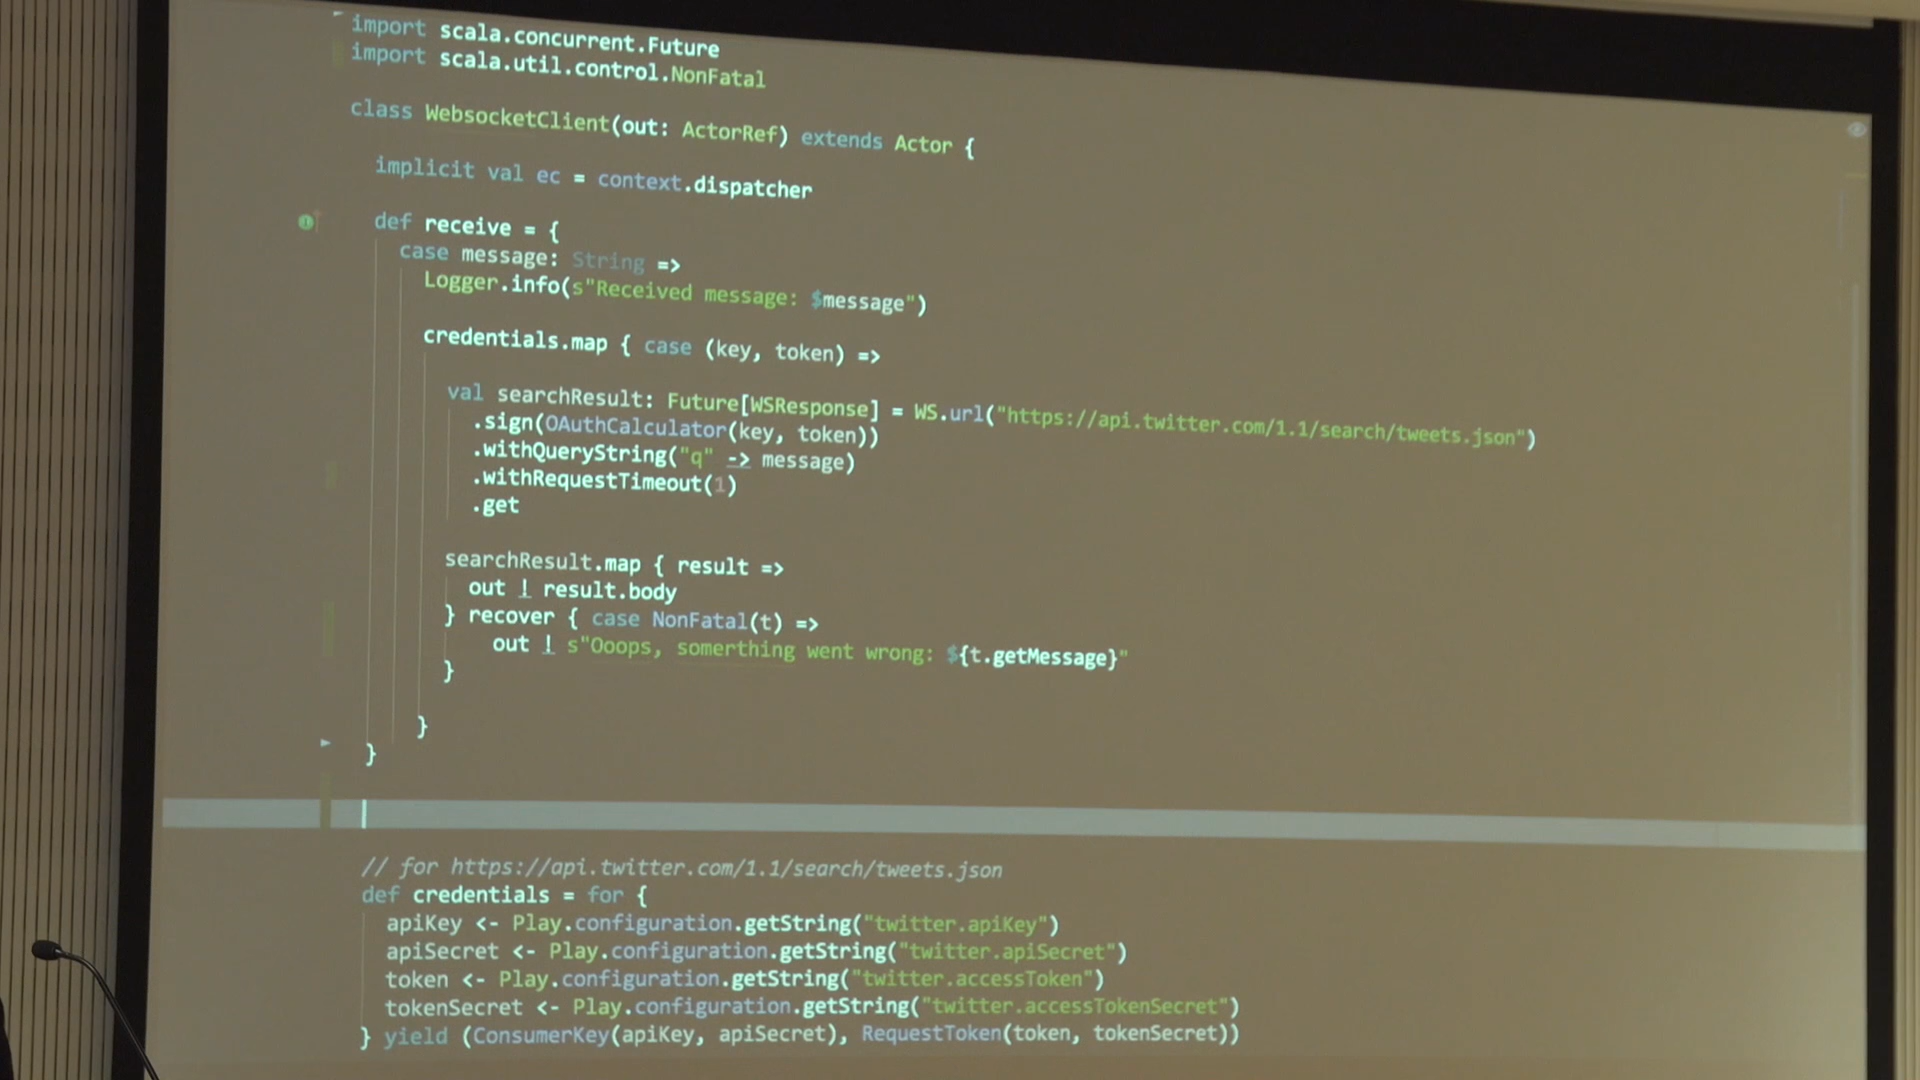 import scala.concurrent.Future
import scala.util.control.NonFatal
class WebsocketClient(out: ActorRef) extends Actor {
implicit val ec = context.dispatcher
def receive = {
case message: String =>
Logger.info(s"Received message: $message")
credentials.map { case (key, token) =>
val searchResult: Future[WSResponse] = WS.url("https://api.twitter.com/1.1/search/tweets.json")
.sign(OAuthCalculator(key, token))
.withQueryString("q" -> message)
.withRequestTimeout(1)
.get
searchResult.map { result =>
out ! result.body
} recover { case NonFatal(t) =>
out ! s"Ooops, somerthing went wrong: ${t.getMessage}"
}
}
}
// for https://api.twitter.com/1.1/search/tweets.json
def credentials = for {
apiKey <- Play.configuration.getString("twitter.apiKey")
apiSecret <- Play.configuration.getString("twitter.apiSecret")
token <- Play.configuration.getString("twitter.accessToken")
tokenSecret <- Play.configuration.getString("twitter.accessTokenSecret")
} yield (ConsumerKey(apiKey, apiSecret), RequestToken(token, tokenSecret))